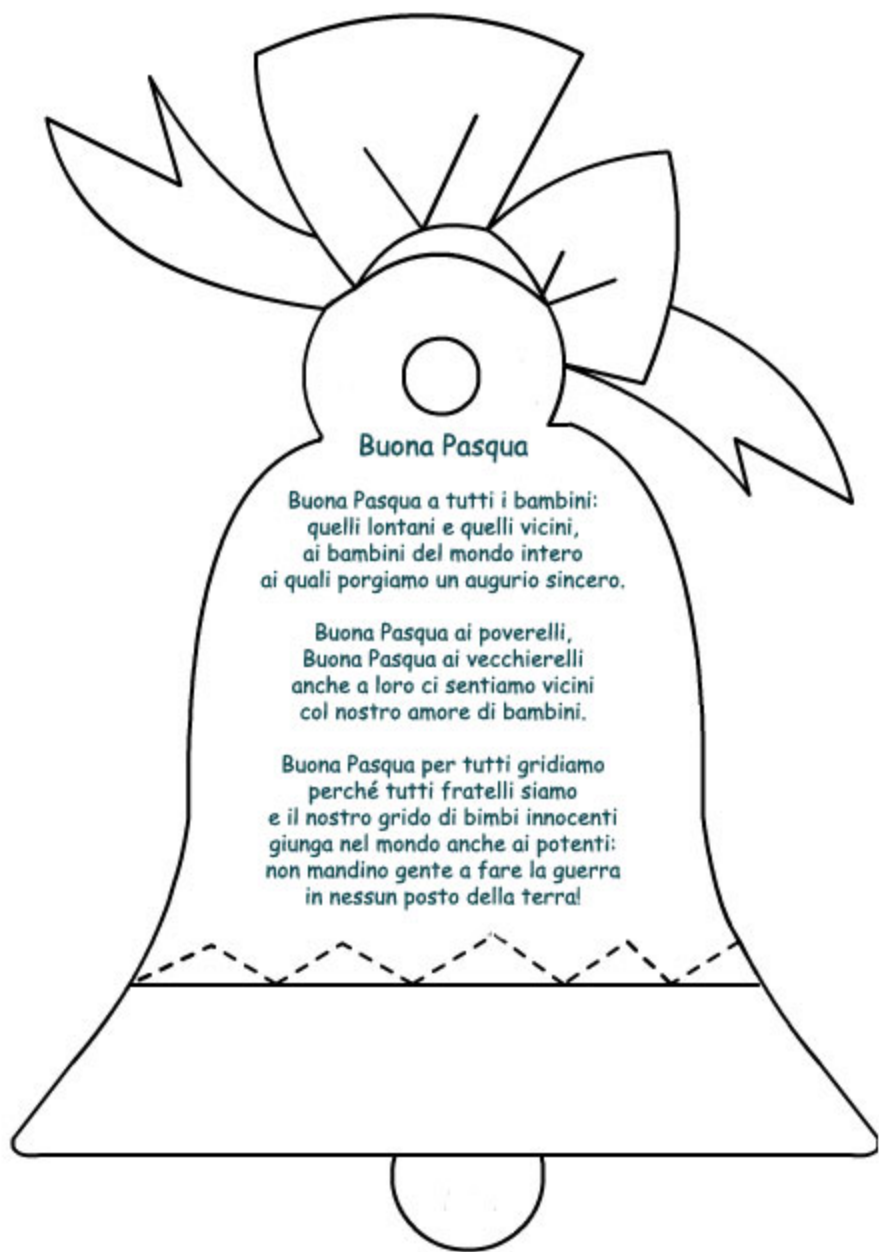 Buona Pasqua
Buona Pasqua a tutti i bambini:
quelli lontani e quelli vicini,
ai bambini del mondo intero
ai quali porgiamo un augurio sincero.
Buona Pasqua ai poverelli,
Buona Pasqua ai vecchierelli
anche a loro ci sentiamo vicini
col nostro amore di bambini.
Buona Pasqua per tutti gridiamo
perché tutti fratelli siamo
e il nostro grido di bimbi innocenti
giunga nel mondo anche ai potenti:
non mandino gente a fare la guerra
in nessun posto della terra!